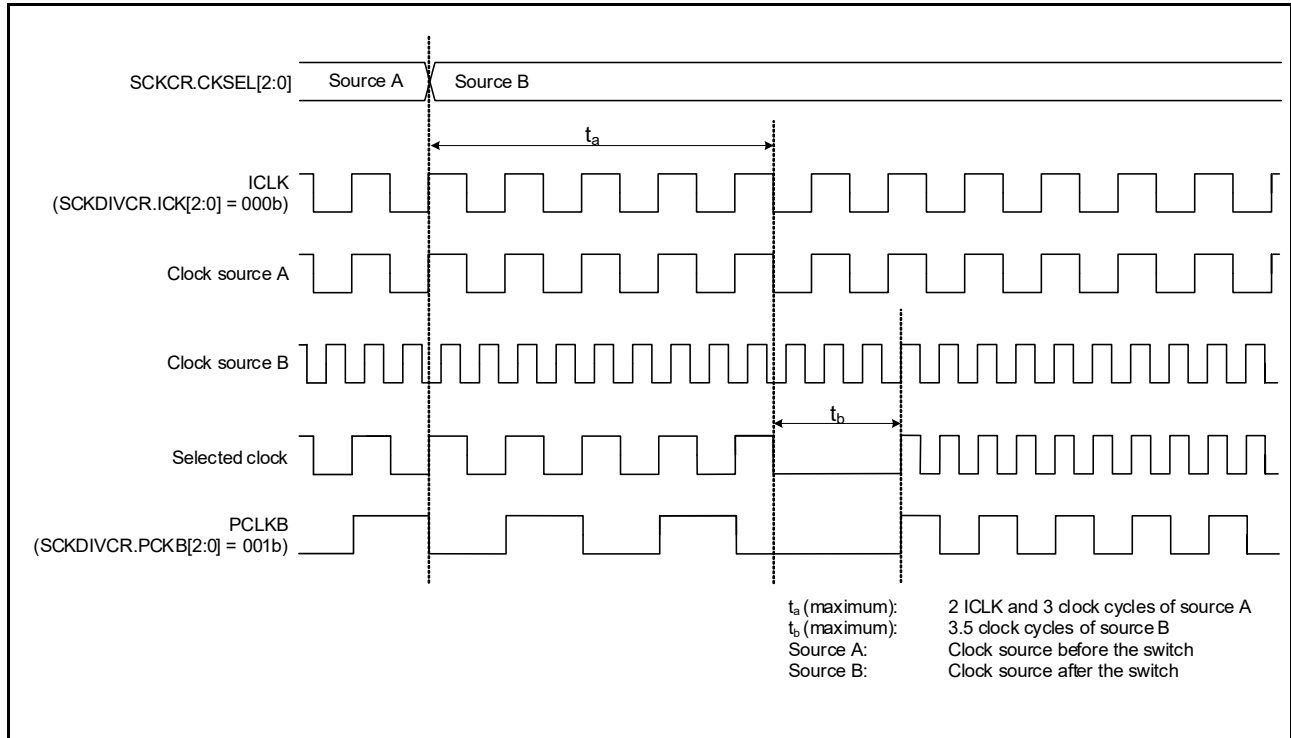 SCKCR.CKSEL[2:0] Source A Source B
ta
ICLK
(SCKDIVCR.ICK[2:0] = 000b)
Clock source A
Clock source B
tb
Selected clock
PCLKB
(SCKDIVCR.PCKB[2:0] = 001b)
ta (maximum): 2 ICLK and 3 clock cycles of source A
tb (maximum): 3.5 clock cycles of source B
Source A: Clock source before the switch
Source B: Clock source after the switch